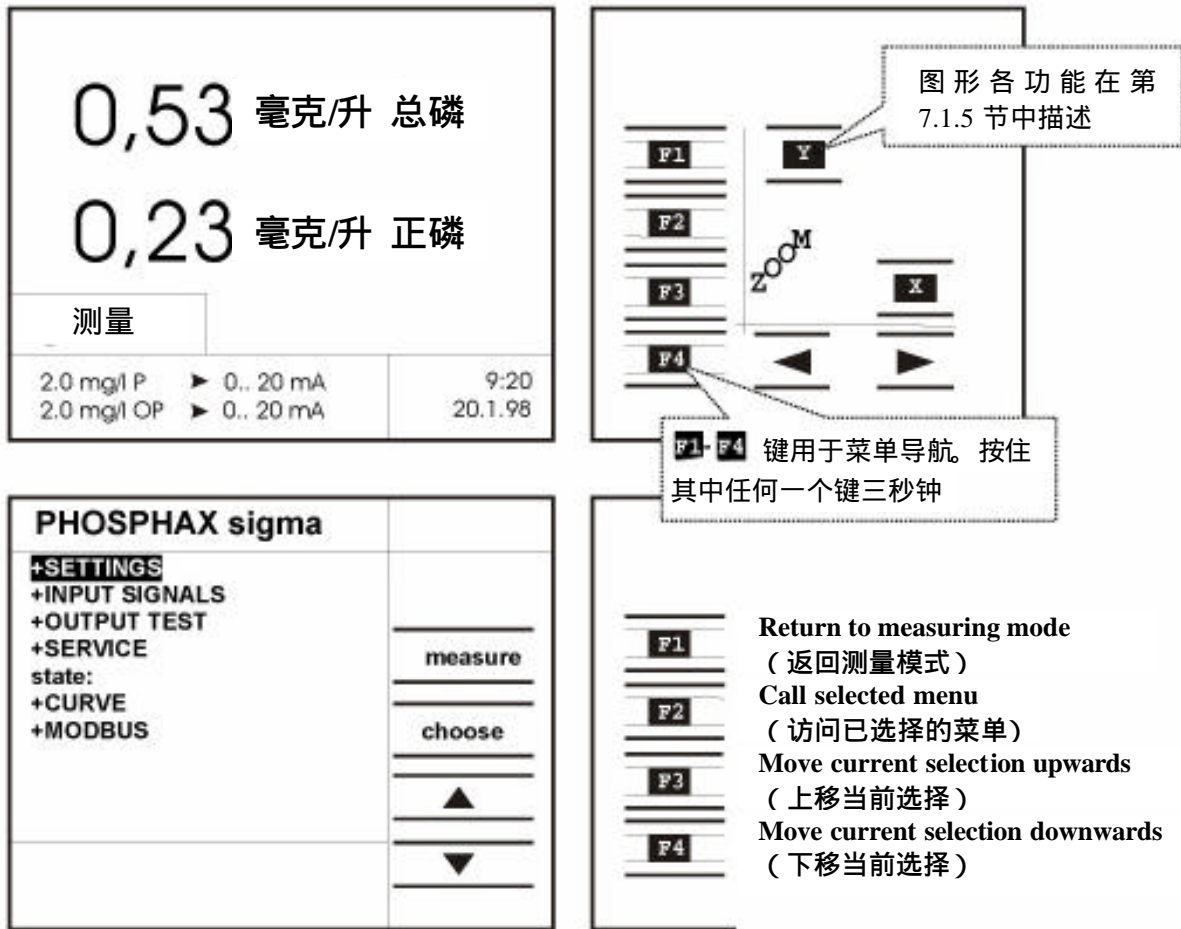 0,53 毫克/升 总磷
0,23 毫克/升 正磷
测量
2.0 mg/l P ► 0.. 20 mA 9:20
2.0 mg/l OP ► 0.. 20 mA 20.1.98
图形各功能在第
7.1.5 节中描述
F1
Y
F2
ZOOM
F3
X
F4
◄ ►
F1-F4 键用于菜单导航。按住
其中任何一个键三秒钟
PHOSPHAX sigma
+SETTINGS
+INPUT SIGNALS
+OUTPUT TEST
+SERVICE
state:
+CURVE
+MODBUS
measure
choose
▲
▼
F1
Return to measuring mode
（返回测量模式）
F2
Call selected menu
（访问已选择的菜单）
F3
Move current selection upwards
（上移当前选择）
F4
Move current selection downwards
（下移当前选择）